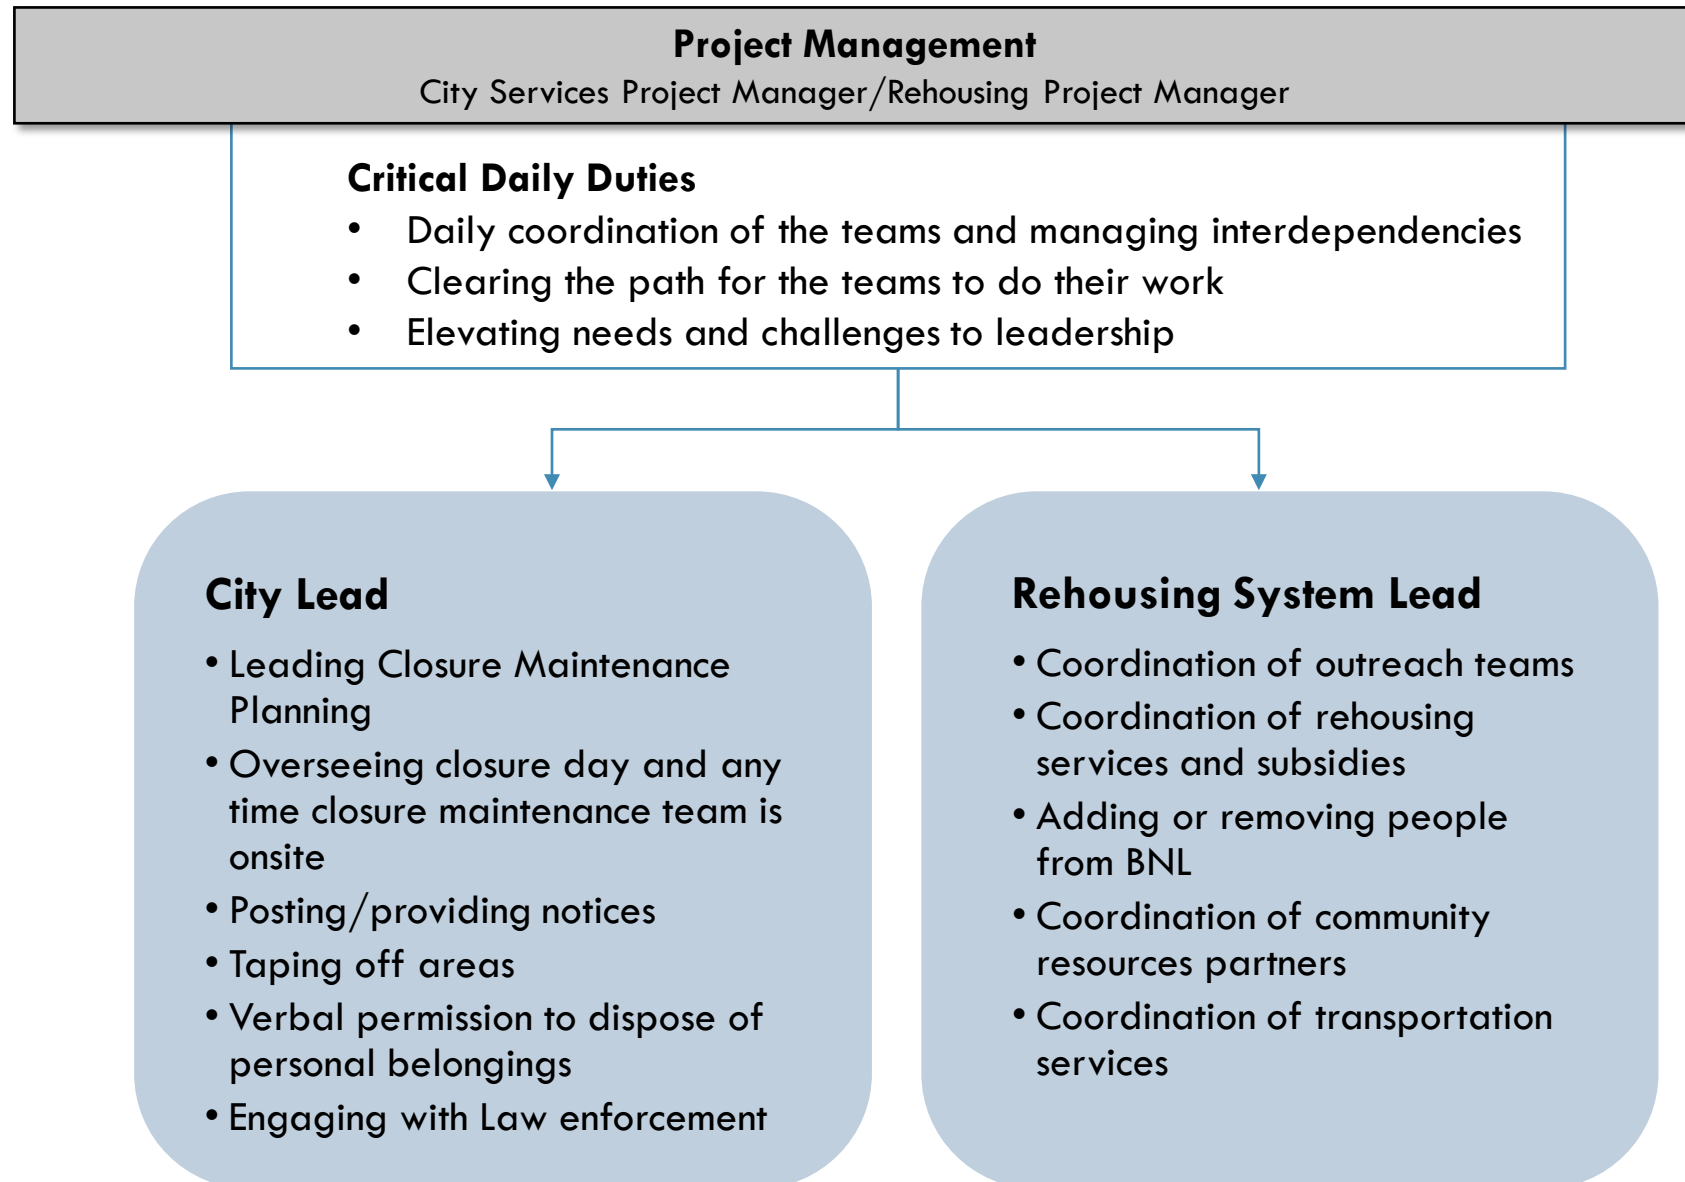 Project Management
City Services Project Manager/Rehousing Project Manager
Critical Daily Duties
• Daily coordination of the teams and managing interdependencies
• Clearing the path for the teams to do their work
• Elevating needs and challenges to leadership
City Lead
• Leading Closure Maintenance
Planning
• Overseeing closure day and any
time closure maintenance team is
onsite
• Posting/providing notices
• Taping off areas
• Verbal permission to dispose of
personal belongings
• Engaging with Law enforcement
Rehousing System Lead
• Coordination of outreach teams
• Coordination of rehousing
services and subsidies
• Adding or removing people
from BNL
• Coordination of community
resources partners
• Coordination of transportation
services